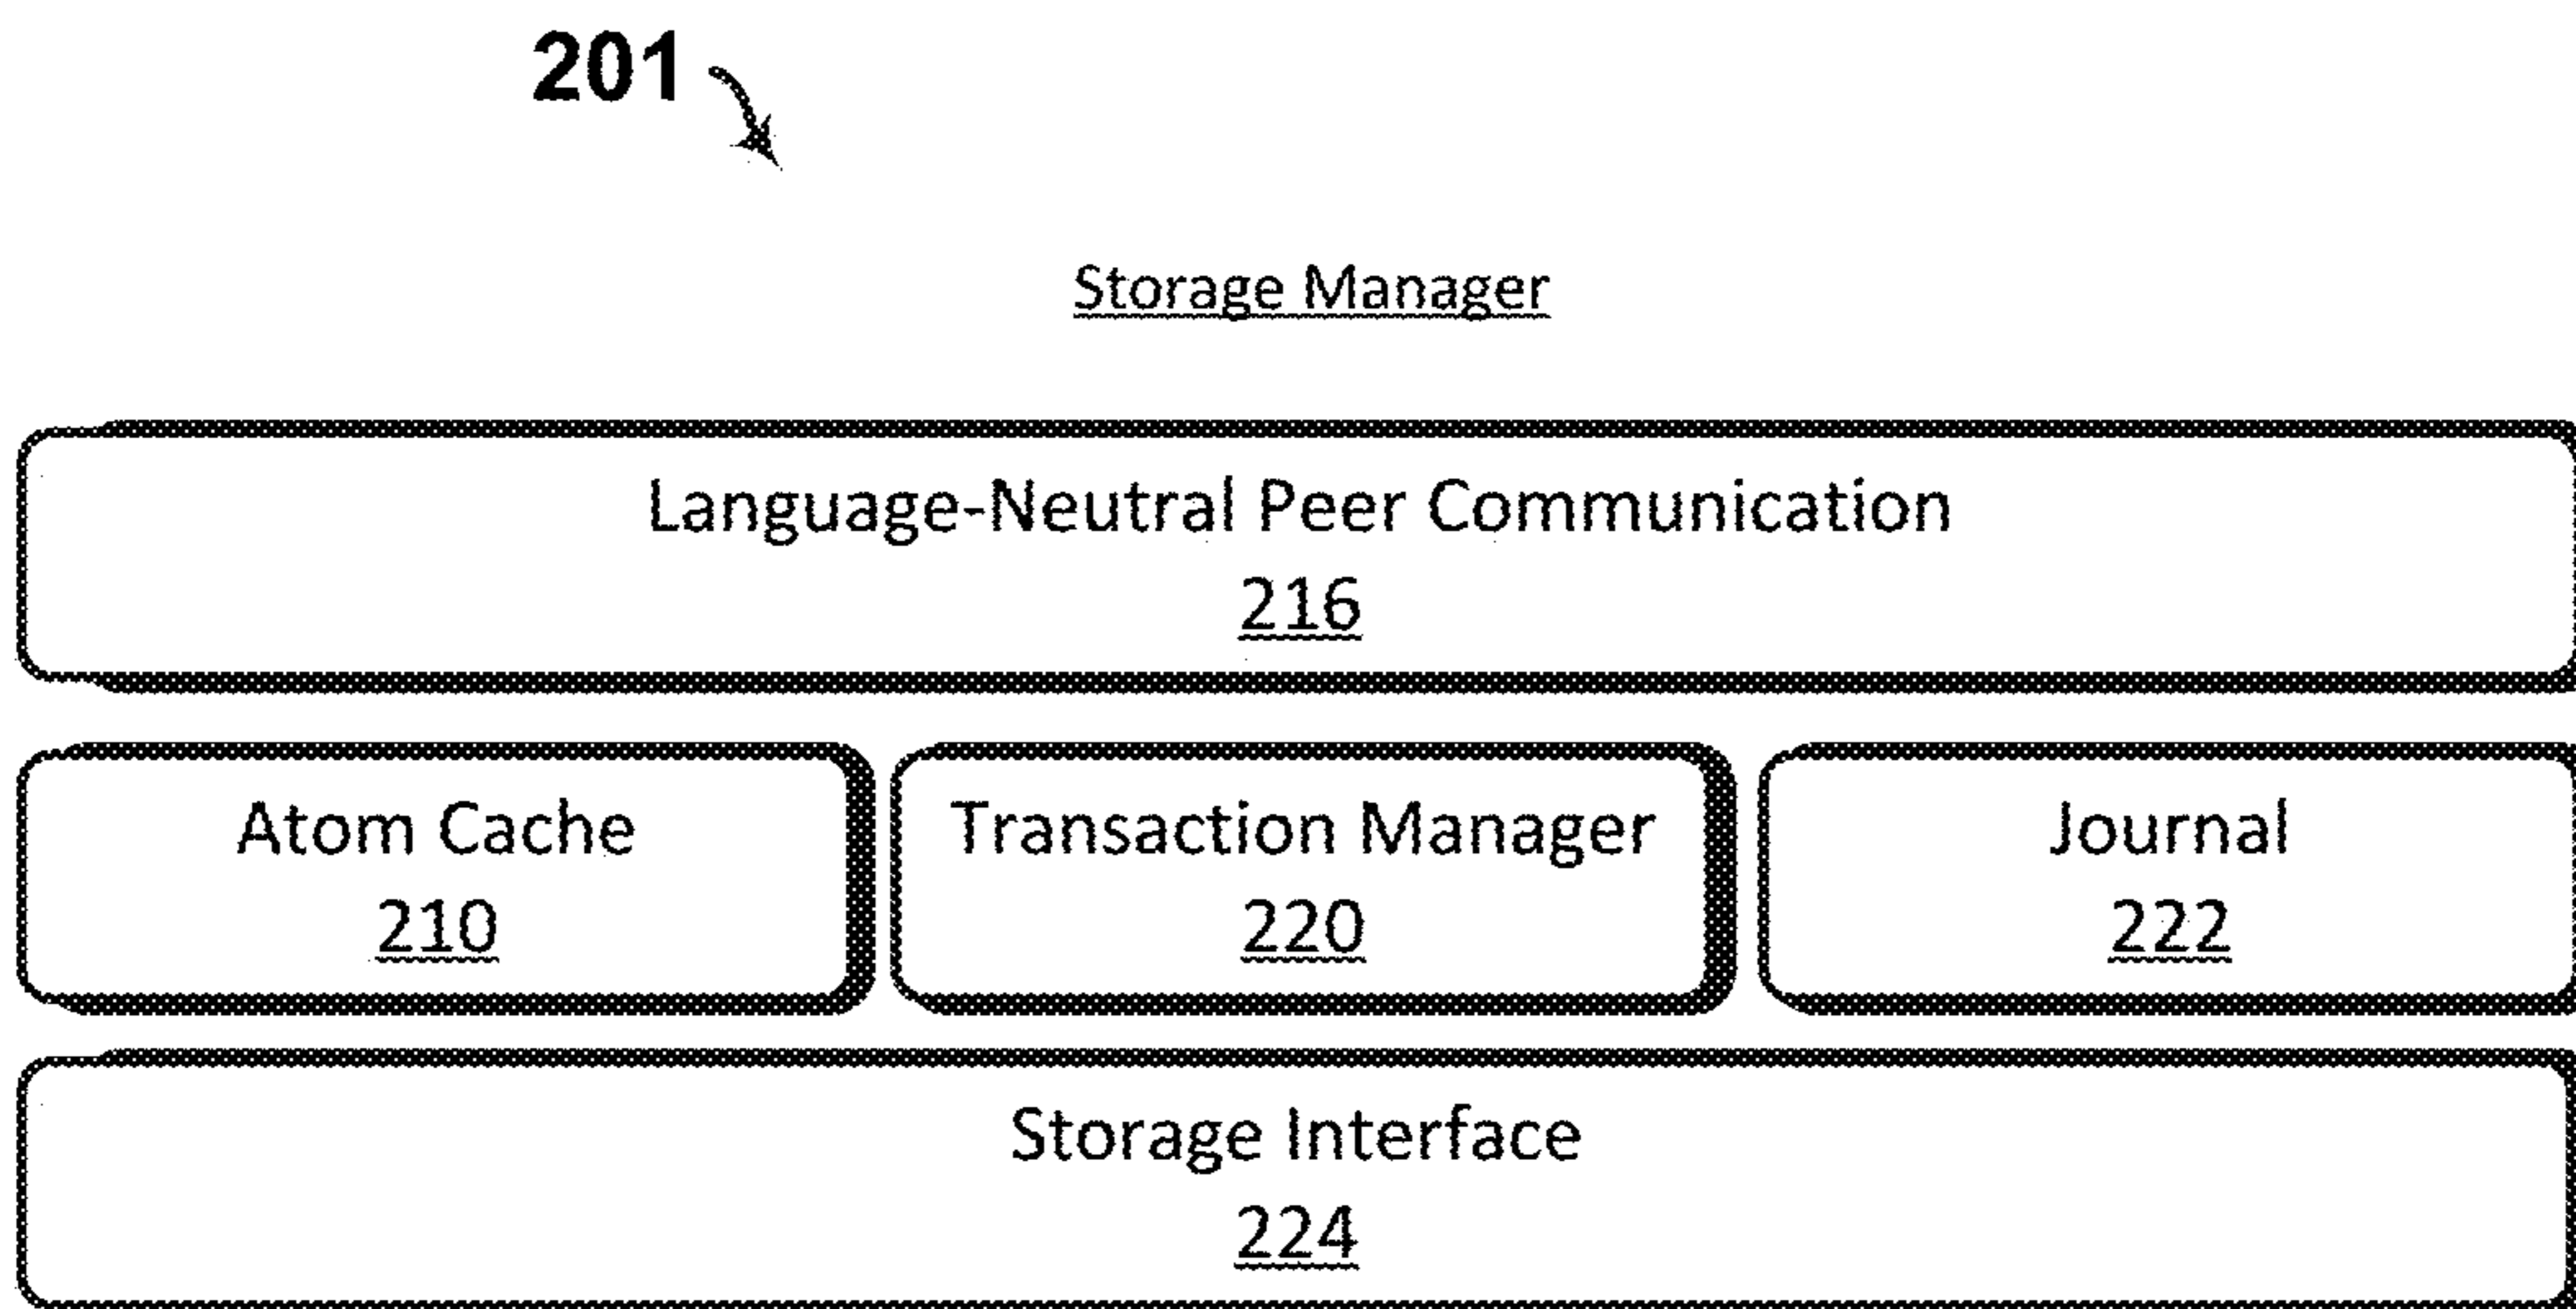 201
Storage Manager
Language-Neutral Peer Communication
216
Atom Cache
210
Transaction Manager
220
Journal
222
Storage Interface
224